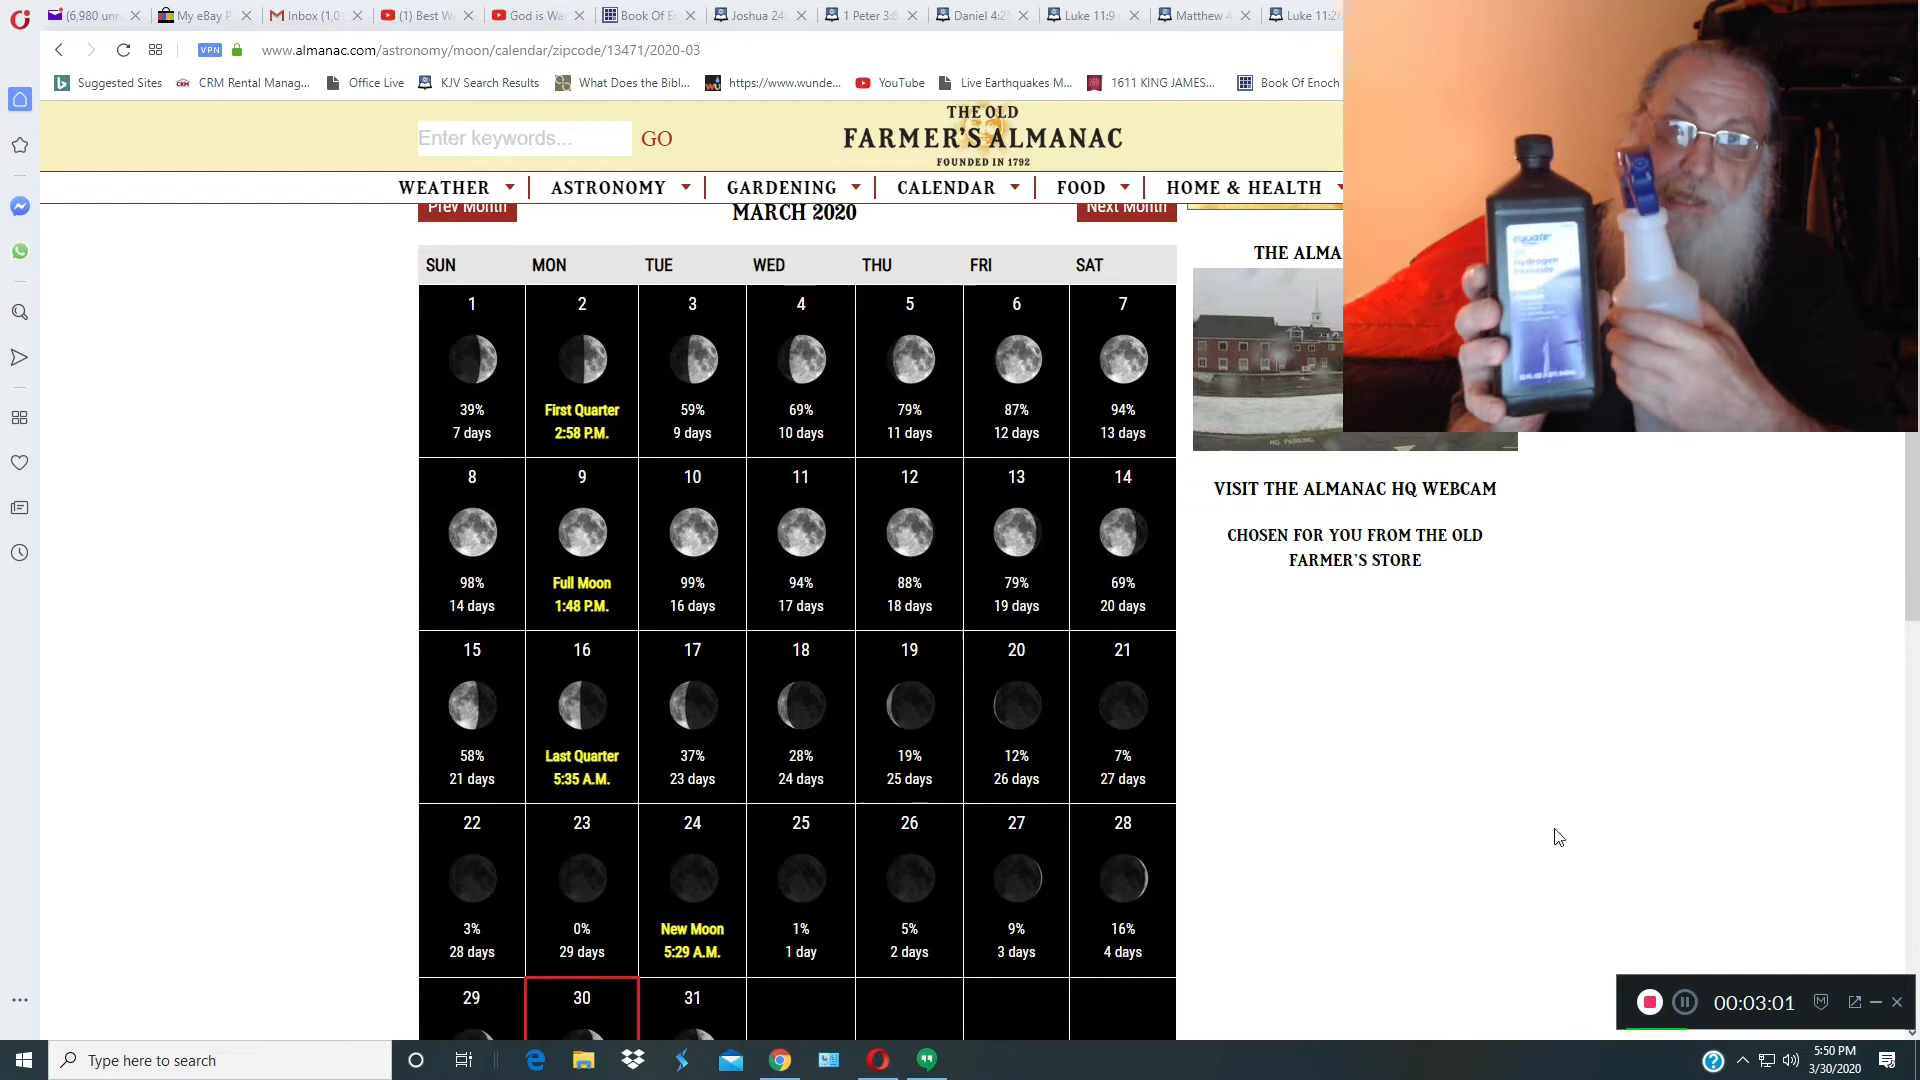 (6,980 unr
My eBay P
Inbox (1,0
(1) Best W
God is Wa
Book Of E
Joshua 24:
1 Peter 3:8
Daniel 4:25
Luke 11:9
Matthew 4
Luke 11:26
VPN
www.almanac.com/astronomy/moon/calendar/zipcode/13471/2020-03
Suggested Sites
CRM Rental Manag...
Office Live
KJV Search Results
What Does the Bibl...
https://www.wunde...
YouTube
Live Earthquakes M...
1611 KING JAMES...
Book Of Enoch
Enter keywords...
GO
THE OLD
FARMER'S ALMANAC
FOUNDED IN 1792
WEATHER
ASTRONOMY
GARDENING
CALENDAR
FOOD
HOME & HEALTH
Prev Month
MARCH 2020
Next Month
SUN MON TUE WED THU FRI SAT
1 2 3 4 5 6 7
39% First Quarter 59% 69% 79% 87% 94%
7 days 2:58 P.M. 9 days 10 days 11 days 12 days 13 days
8 9 10 11 12 13 14
98% Full Moon 99% 94% 88% 79% 69%
14 days 1:48 P.M. 16 days 17 days 18 days 19 days 20 days
15 16 17 18 19 20 21
58% Last Quarter 37% 28% 19% 12% 7%
21 days 5:35 A.M. 23 days 24 days 25 days 26 days 27 days
22 23 24 25 26 27 28
3% 0% New Moon 1% 5% 9% 16%
28 days 29 days 5:29 A.M. 1 day 2 days 3 days 4 days
29 30 31
THE ALMA
equate
Hydrogen
Peroxide
NO PARKING
VISIT THE ALMANAC HQ WEBCAM
CHOSEN FOR YOU FROM THE OLD
FARMER'S STORE
00:03:01
Type here to search
5:50 PM
3/30/2020